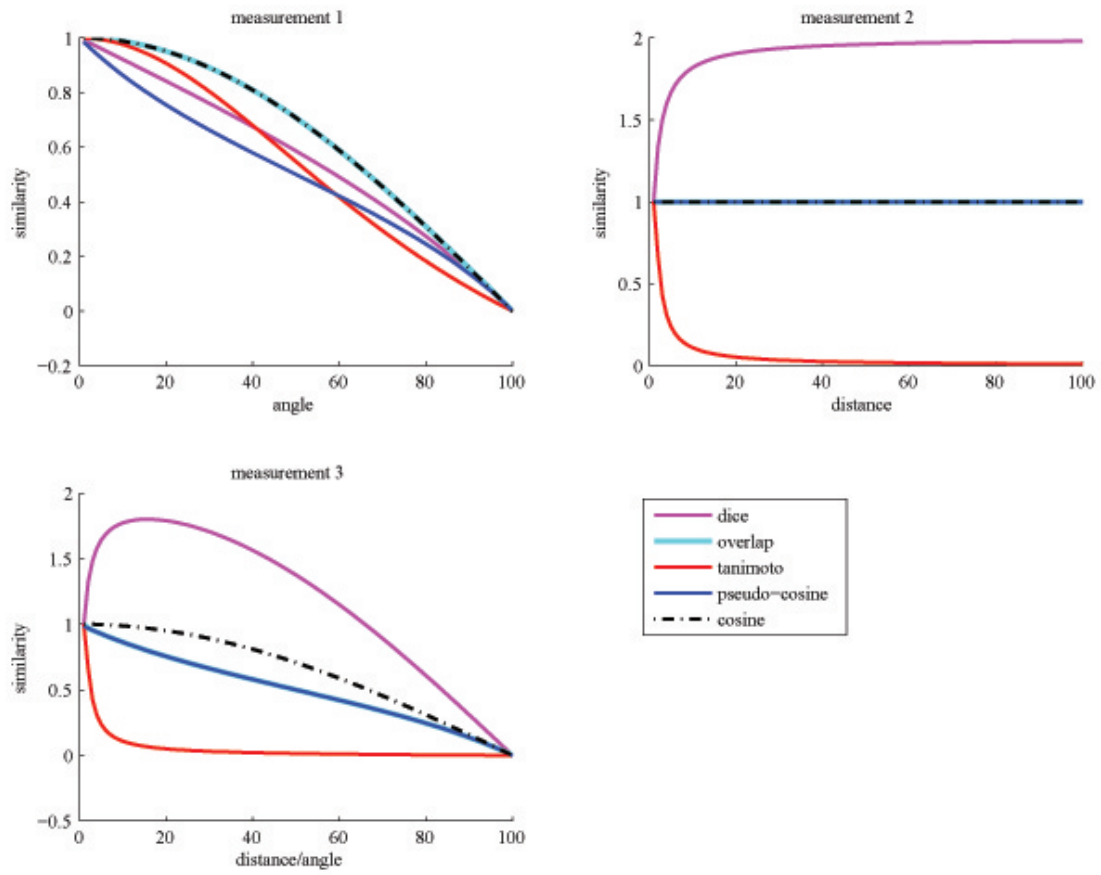 measurement 1
1
0.8
0.6
0.4
0.2
0
−0.2
similarity
0 20 40 60 80 100
angle
measurement 2
2
1.5
1
0.5
0
similarity
0 20 40 60 80 100
distance
measurement 3
2
1.5
1
0.5
0
−0.5
similarity
0 20 40 60 80 100
distance/angle
dice
overlap
tanimoto
pseudo−cosine
cosine